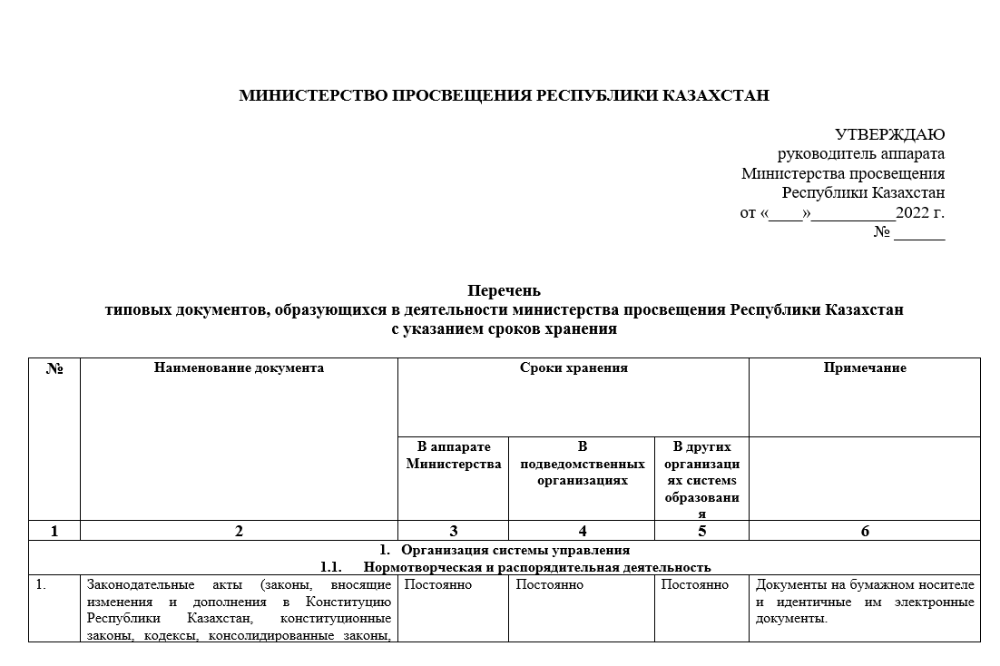 МИНИСТЕРСТВО ПРОСВЕЩЕНИЯ РЕСПУБЛИКИ КАЗАХСТАН
УТВЕРЖДАЮ
руководитель аппарата
Министерства просвещения
Республики Казахстан
от «____»__________2022 г.
№ ______
Перечень
типовых документов, образующихся в деятельности министерства просвещения Республики Казахстан
с указанием сроков хранения
№
Наименование документа
Сроки хранения
Примечание
В аппарате
Министерства
В
подведомственных
организациях
В других
организаци
ях системs
образовани
я
1 2 3 4 5 6
1. Организация системы управления
1.1. Нормотворческая и распорядительная деятельность
1.
Законодательные акты (законы, вносящие
изменения и дополнения в Конституцию
Республики Казахстан, конституционные
законы, кодексы, консолидированные законы,
Постоянно
Постоянно
Постоянно
Документы на бумажном носителе
и идентичные им электронные
документы.